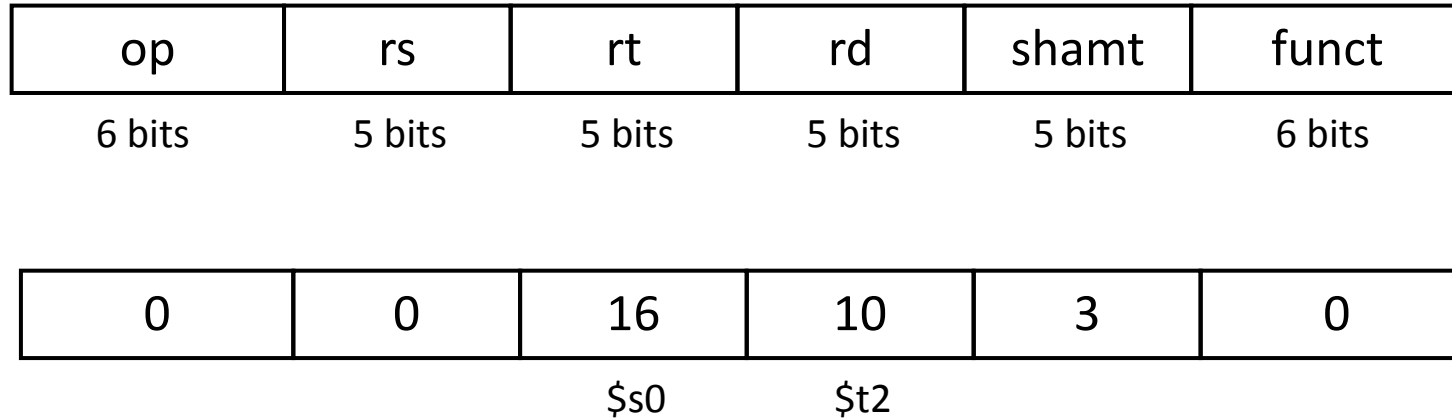 op rs rt rd shamt funct
6 bits 5 bits 5 bits 5 bits 5 bits 6 bits
0 0 16 10 3 0
$s0 $t2